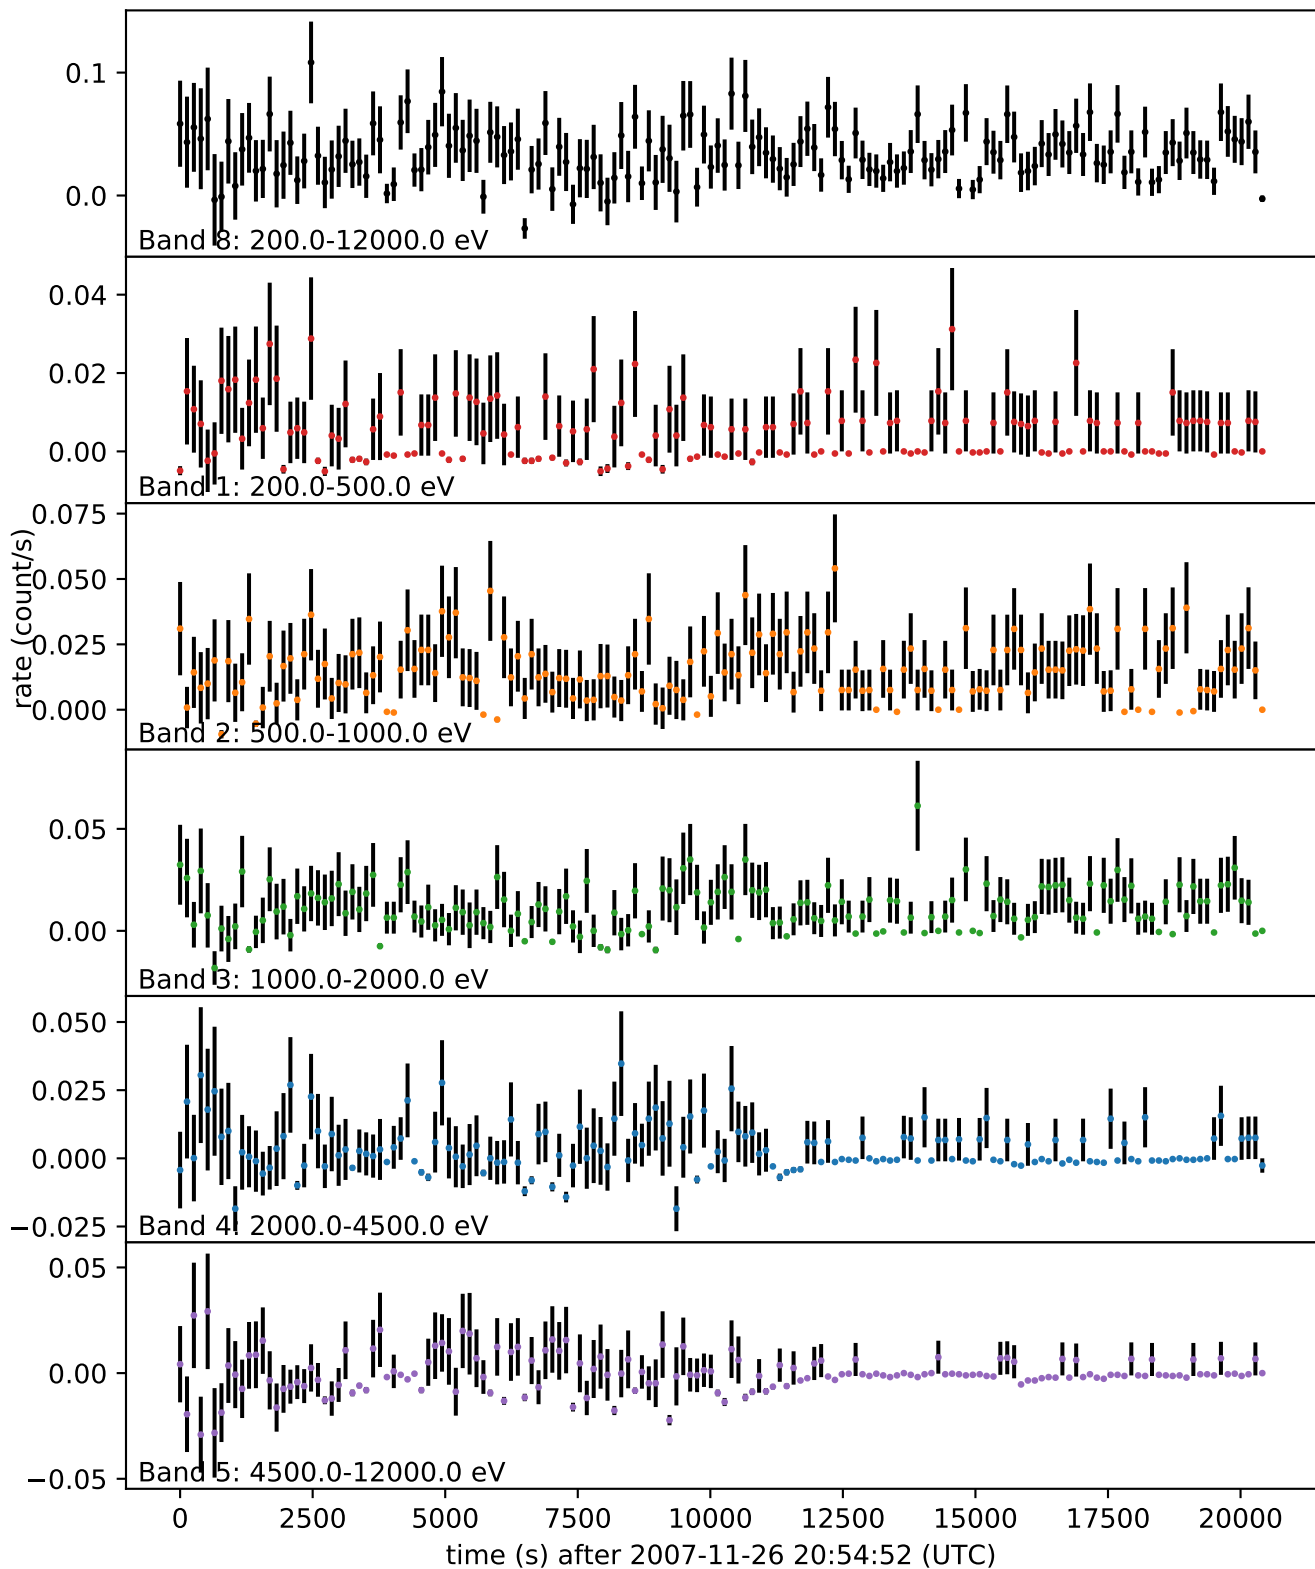 0.1
0.0
Band 8: 200.0-12000.0 eV
0.04
0.02
0.00
Band 1: 200.0-500.0 eV
rate (count/s)
0.075
0.050
0.025
0.000
Band 2: 500.0-1000.0 eV
0.05
0.00
Band 3: 1000.0-2000.0 eV
0.050
0.025
0.000
−0.025
Band 4: 2000.0-4500.0 eV
0.05
0.00
−0.05
Band 5: 4500.0-12000.0 eV
0 2500 5000 7500 10000 12500 15000 17500 20000
time (s) after 2007-11-26 20:54:52 (UTC)